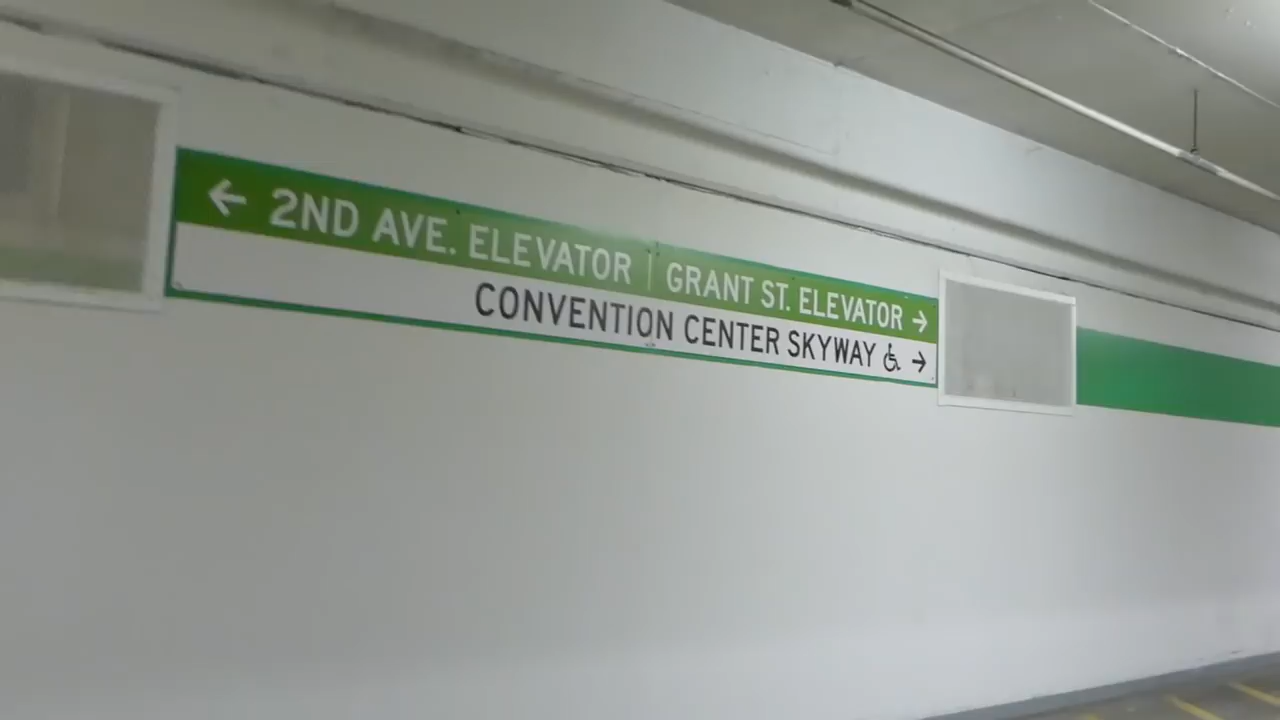 ← 2ND AVE. ELEVATOR | GRANT ST. ELEVATOR →
CONVENTION CENTER SKYWAY ♿ →